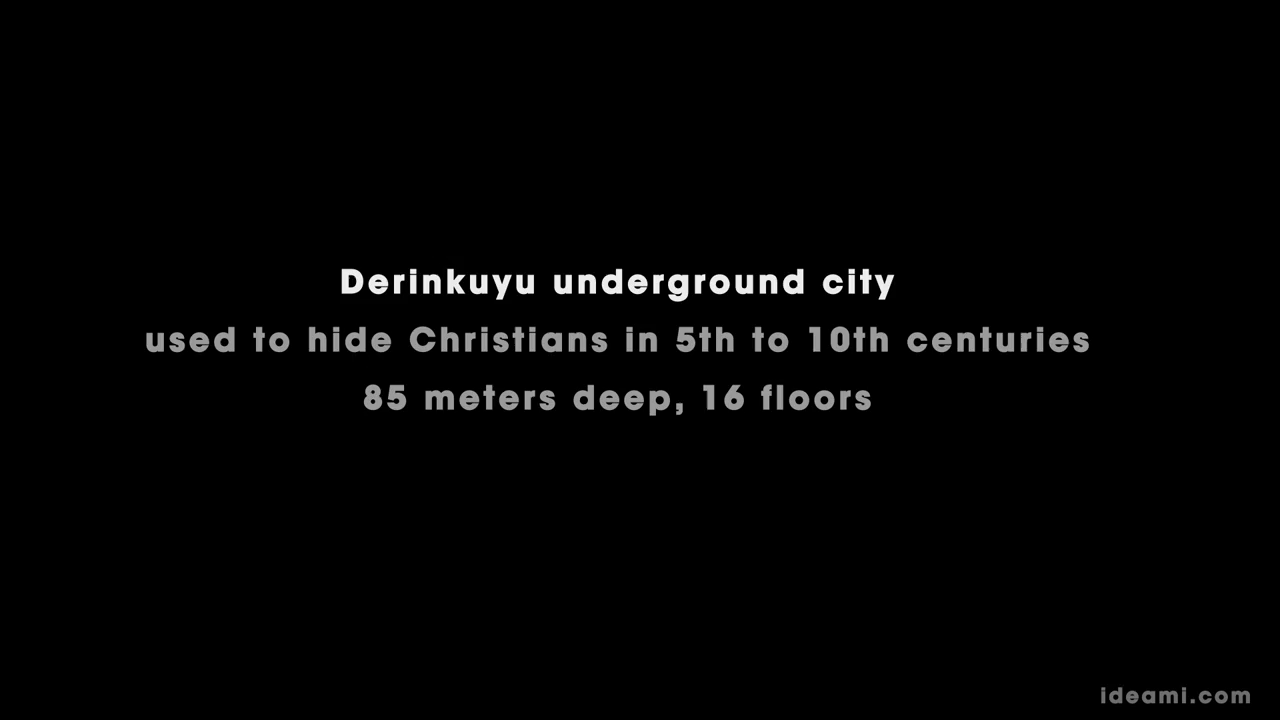 Derinkuyu underground city
used to hide Christians in 5th to 10th centuries
85 meters deep, 16 floors
ideami.com